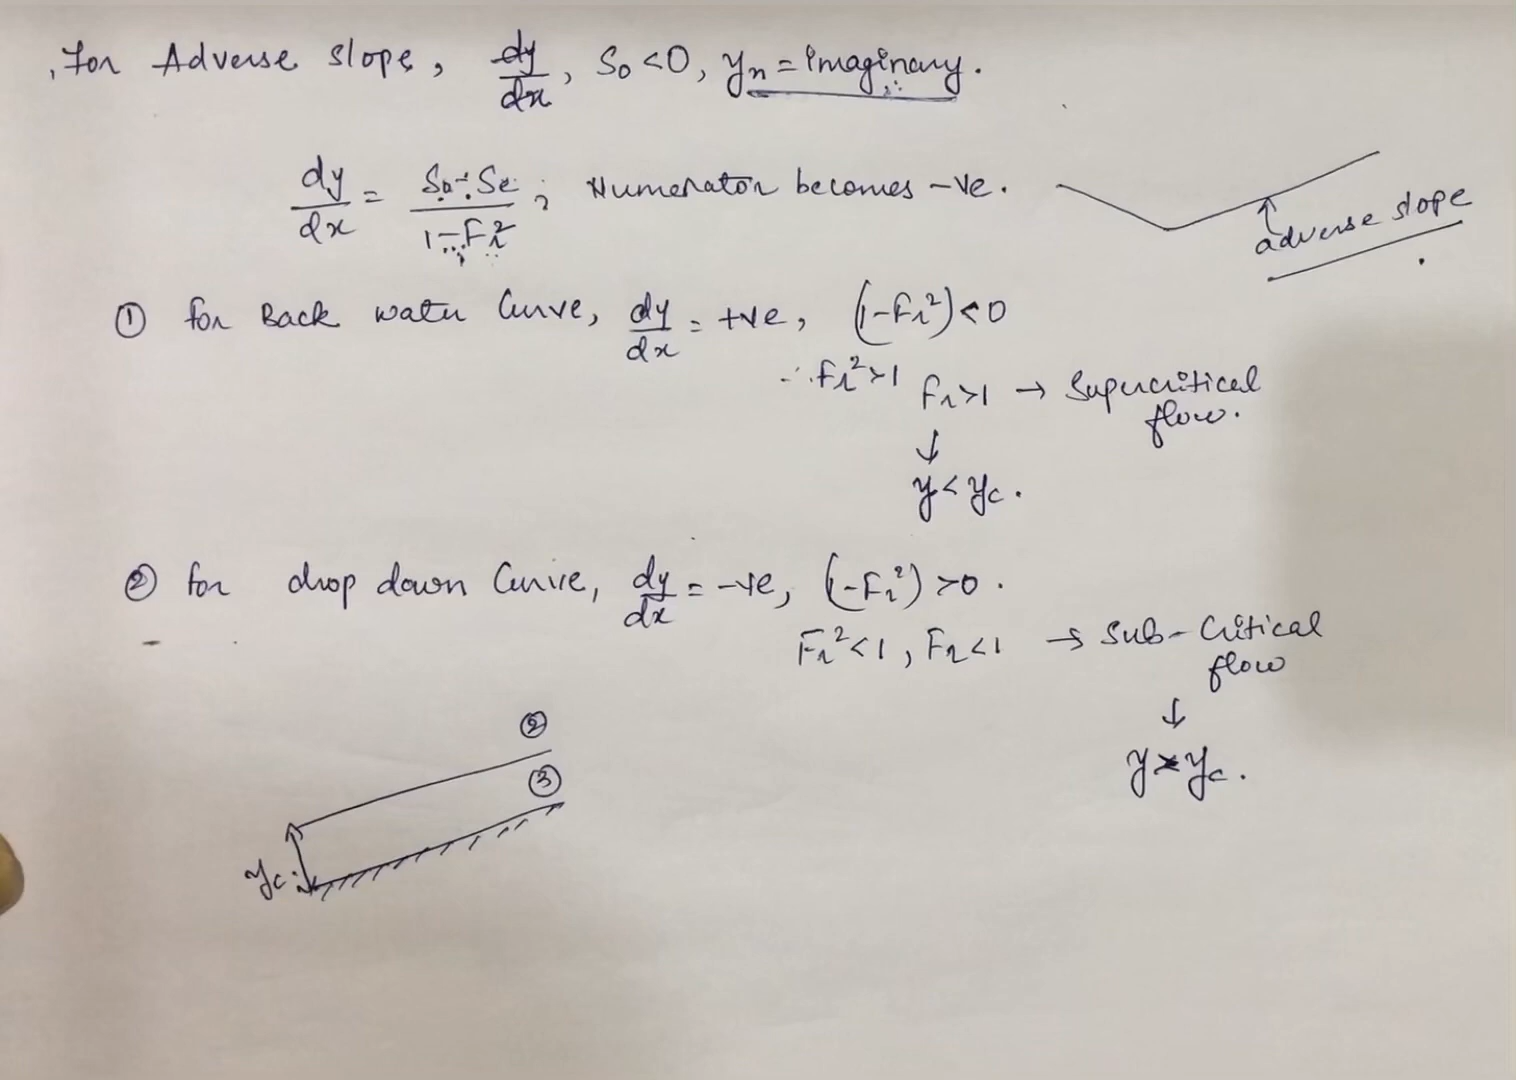 For Adverse slope, dy/dx, S₀<0, yₙ = imaginary.
dy/dx = S₀-Se / 1-Fr² ; Numerator becomes -ve.
adverse slope
① for Back water Curve, dy/dx = +ve, (1-Fr²)<0
∴ Fr²>1 Fr>1 → Supercritical
flow.
↓
y<yc.
② for drop down Curve, dy/dx = -ve, (1-Fr²) >0.
Fr²<1, Fr<1 → Sub-Critical
flow
↓
y>yc.
②
③
yc